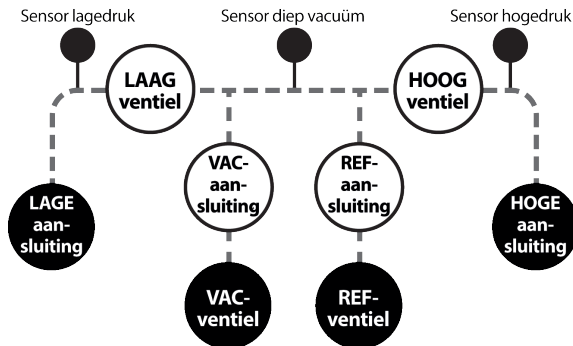 Sensor lagedruk
Sensor diep vacuüm
Sensor hogedruk
LAAG
ventiel
HOOG
ventiel
VAC-
aan-
sluiting
REF-
aan-
sluiting
LAGE
aan-
sluiting
HOGE
aan-
sluiting
VAC-
ventiel
REF-
ventiel